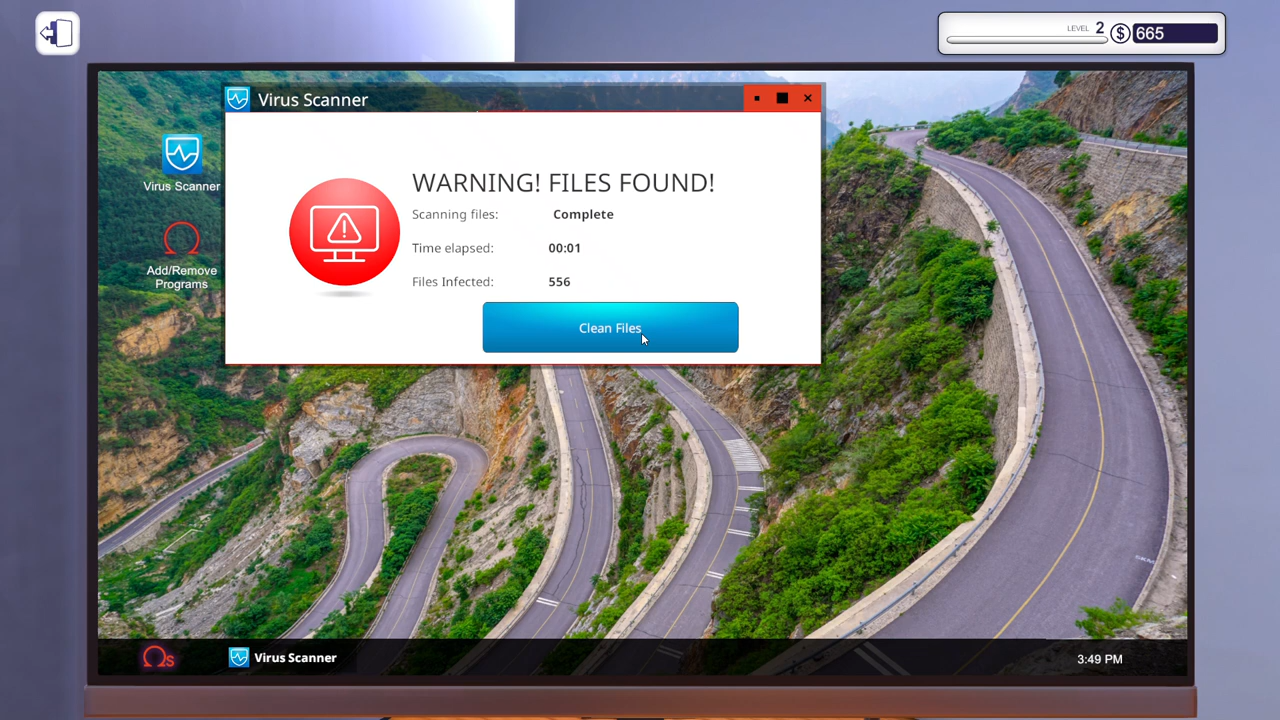 LEVEL 2 $ 665
Virus Scanner
Virus Scanner
Add/Remove
Programs
WARNING! FILES FOUND!
Scanning files: Complete
Time elapsed: 00:01
Files Infected: 556
Clean Files
Ωs
Virus Scanner
3:49 PM